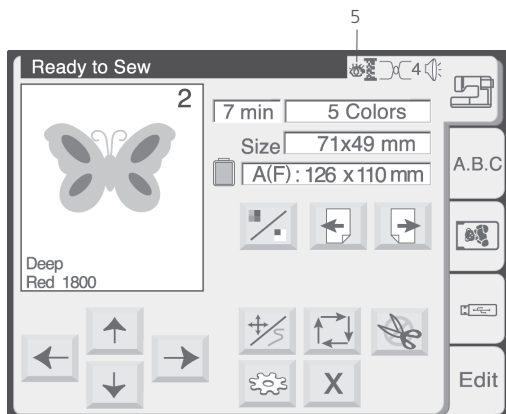 5
Ready to Sew
4
2
7 min
5 Colors
Size
71x49 mm
A(F) : 126 x 110 mm
A.B.C
Deep
Red 1800
X
Edit